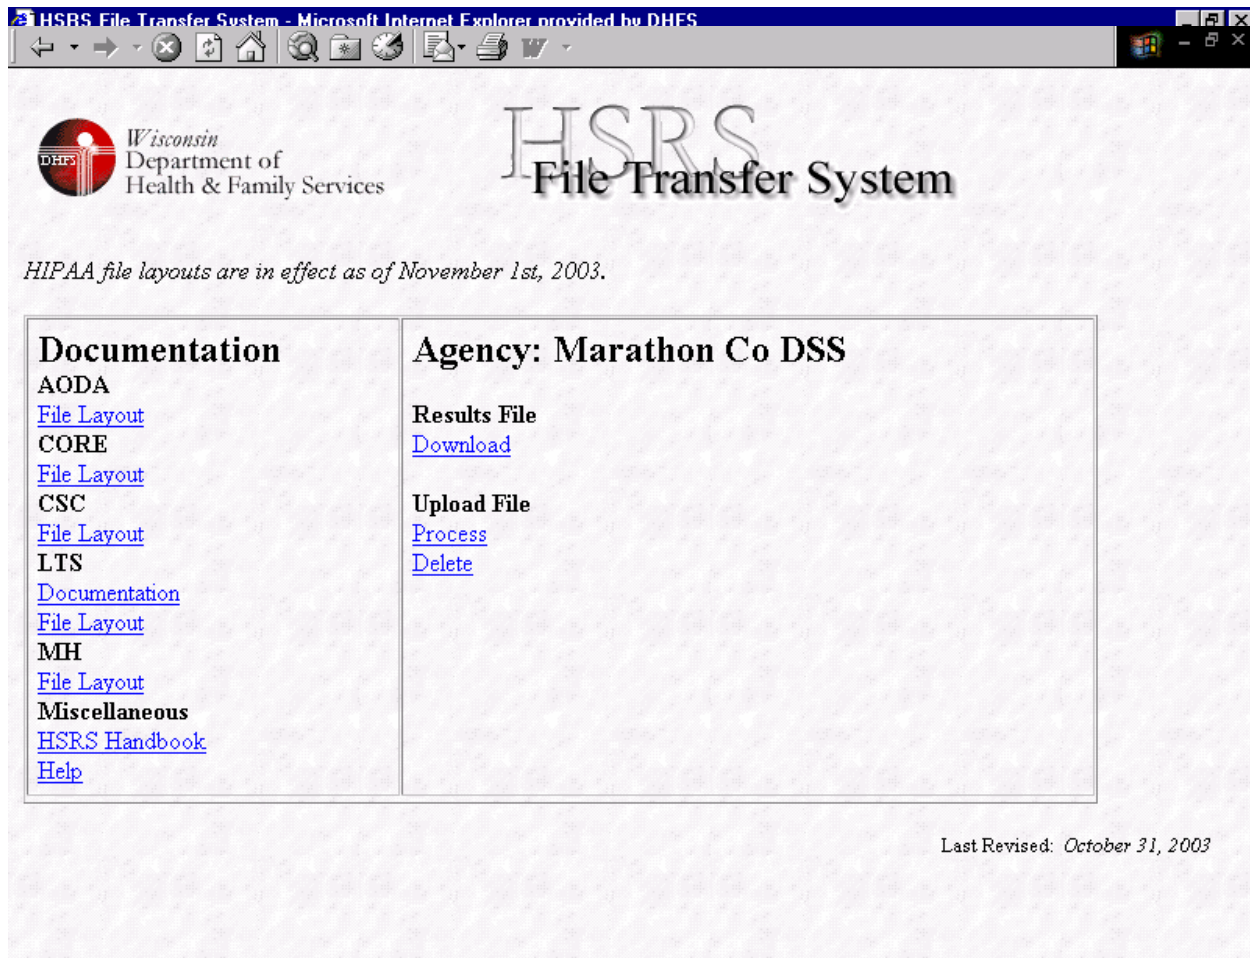 HSRS File Transfer System - Microsoft Internet Explorer provided by DHFS
DHFS
Wisconsin
Department of
Health & Family Services
HSRS
File Transfer System
HIPAA file layouts are in effect as of November 1st, 2003.
Documentation
AODA
File Layout
CORE
File Layout
CSC
File Layout
LTS
Documentation
File Layout
MH
File Layout
Miscellaneous
HSRS Handbook
Help
Agency: Marathon Co DSS
Results File
Download
Upload File
Process
Delete
Last Revised: October 31, 2003